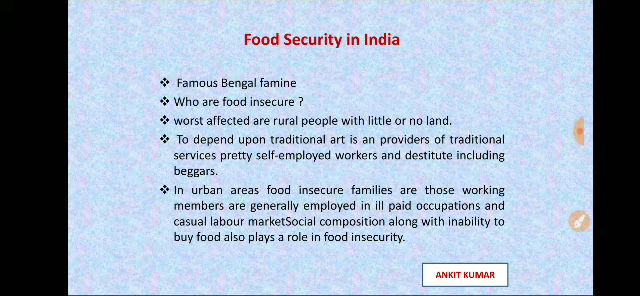 Food Security in India
❖ Famous Bengal famine
❖ Who are food insecure ?
❖ worst affected are rural people with little or no land.
❖ To depend upon traditional art is an providers of traditional
services pretty self-employed workers and destitute including
beggars.
❖ In urban areas food insecure families are those working
members are generally employed in ill paid occupations and
casual labour marketSocial composition along with inability to
buy food also plays a role in food insecurity.
ANKIT KUMAR